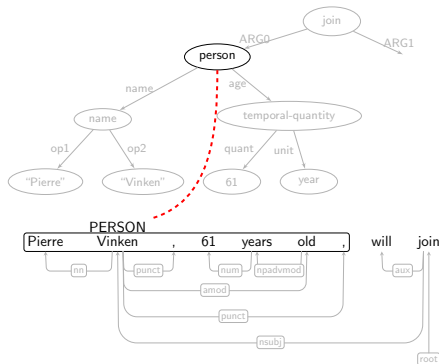 join
ARG0 ARG1
person
name age
name temporal-quantity
op1 op2 quant unit
“Pierre” “Vinken” 61 year
PERSON
Pierre Vinken , 61 years old , will join
nn punct num npadvmod aux
amod
punct
nsubj
root